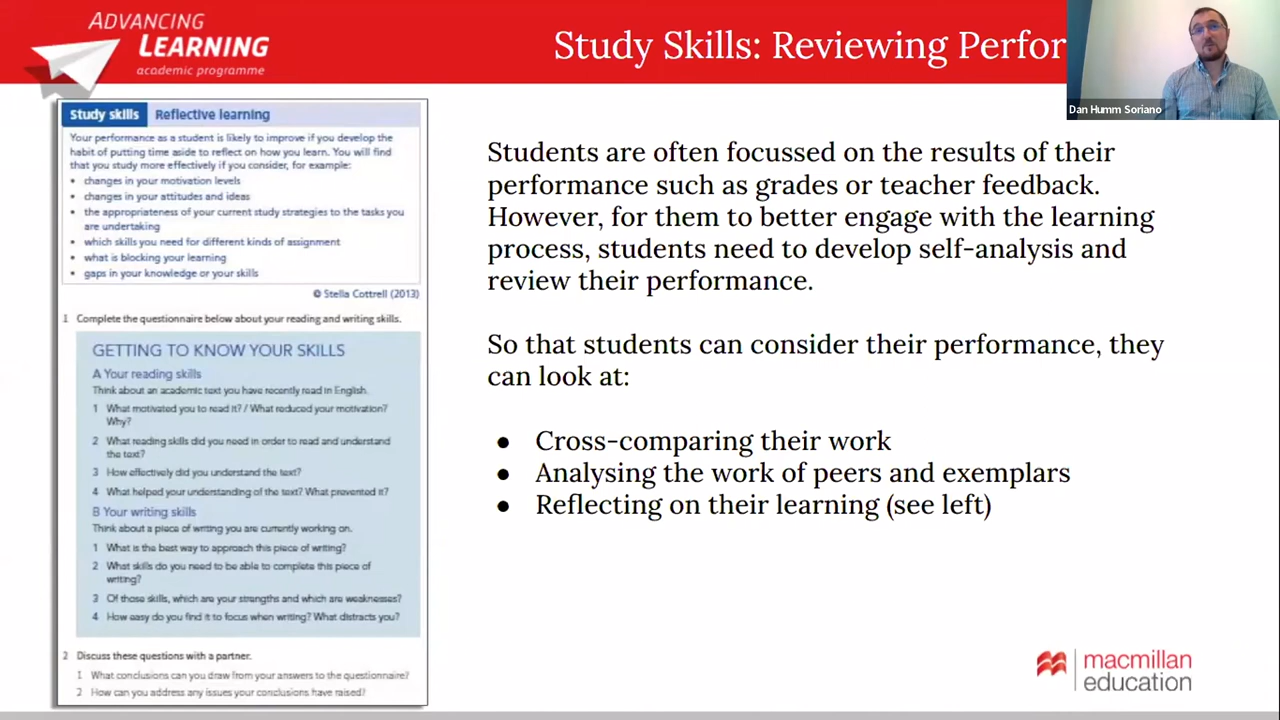 ADVANCING
LEARNING
academic programme
Study Skills: Reviewing Perfor
Dan Humm Soriano
Study skills Reflective learning
Your performance as a student is likely to improve if you develop the
habit of putting time aside to reflect on how you learn. You will find
that you study more effectively if you consider, for example:
• changes in your motivation levels
• changes in your attitudes and ideas
• the appropriateness of your current study strategies to the tasks you
are undertaking
• which skills you need for different kinds of assignment
• what is blocking your learning
• gaps in your knowledge or your skills
© Stella Cottrell (2013)
1 Complete the questionnaire below about your reading and writing skills.
GETTING TO KNOW YOUR SKILLS
A Your reading skills
Think about an academic text you have recently read in English.
1 What motivated you to read it? / What reduced your motivation?
Why?
2 What reading skills did you need in order to read and understand
the text?
3 How effectively did you understand the text?
4 What helped your understanding of the text? What prevented it?
B Your writing skills
Think about a piece of writing you are currently working on.
1 What is the best way to approach this piece of writing?
2 What skills do you need to be able to complete this piece of
writing?
3 Of those skills, which are your strengths and which are weaknesses?
4 How easy do you find it to focus when writing? What distracts you?
2 Discuss these questions with a partner.
1 What conclusions can you draw from your answers to the questionnaire?
2 How can you address any issues your conclusions have raised?
Students are often focussed on the results of their
performance such as grades or teacher feedback.
However, for them to better engage with the learning
process, students need to develop self-analysis and
review their performance.
So that students can consider their performance, they
can look at:
● Cross-comparing their work
● Analysing the work of peers and exemplars
● Reflecting on their learning (see left)
macmillan
education